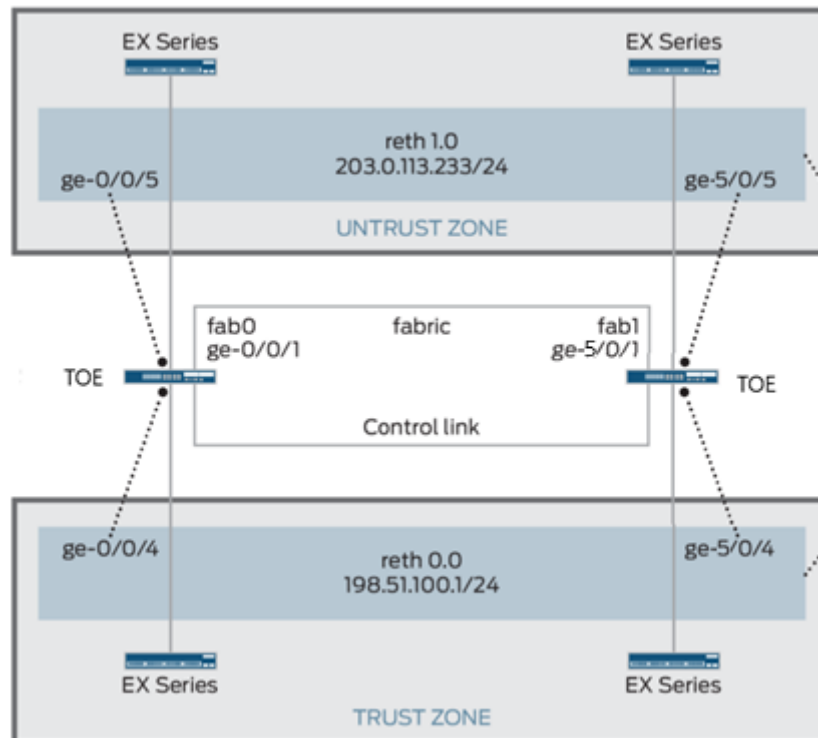 EX Series
EX Series
reth 1.0
203.0.113.233/24
ge-0/0/5
ge-5/0/5
UNTRUST ZONE
fab0
fabric
fab1
ge-0/0/1
ge-5/0/1
TOE
TOE
Control link
ge-0/0/4
ge-5/0/4
reth 0.0
198.51.100.1/24
EX Series
EX Series
TRUST ZONE